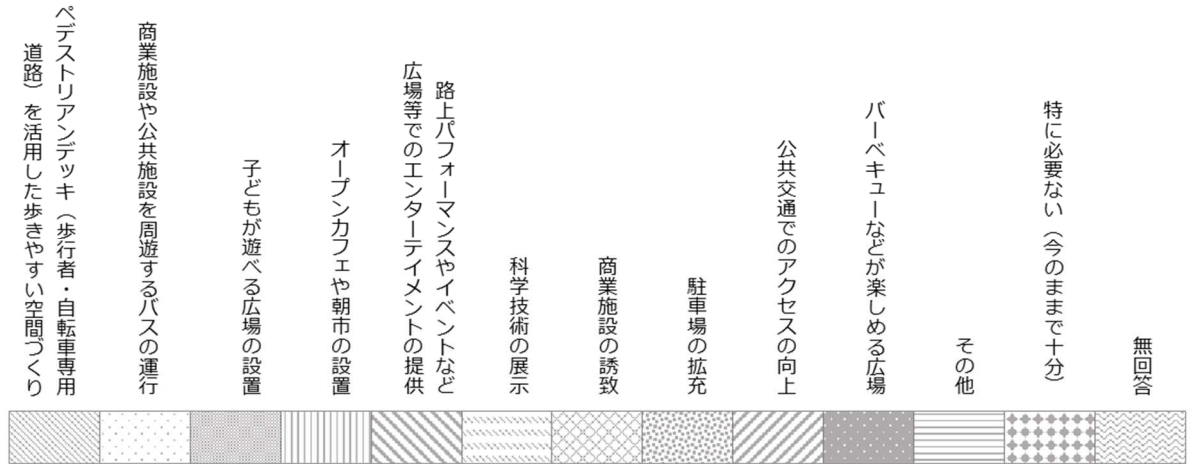 ペデストリアンデッキ（歩行者・自転車専用
道路）を活用した歩きやすい空間づくり
商業施設や公共施設を周遊するバスの運行
子どもが遊べる広場の設置
オープンカフェや朝市の設置
路上パフォーマンスやイベントなど
広場等でのエンターテイメントの提供
科学技術の展示
商業施設の誘致
駐車場の拡充
公共交通でのアクセスの向上
バーベキューなどが楽しめる広場
その他
特に必要ない（今のままで十分）
無回答